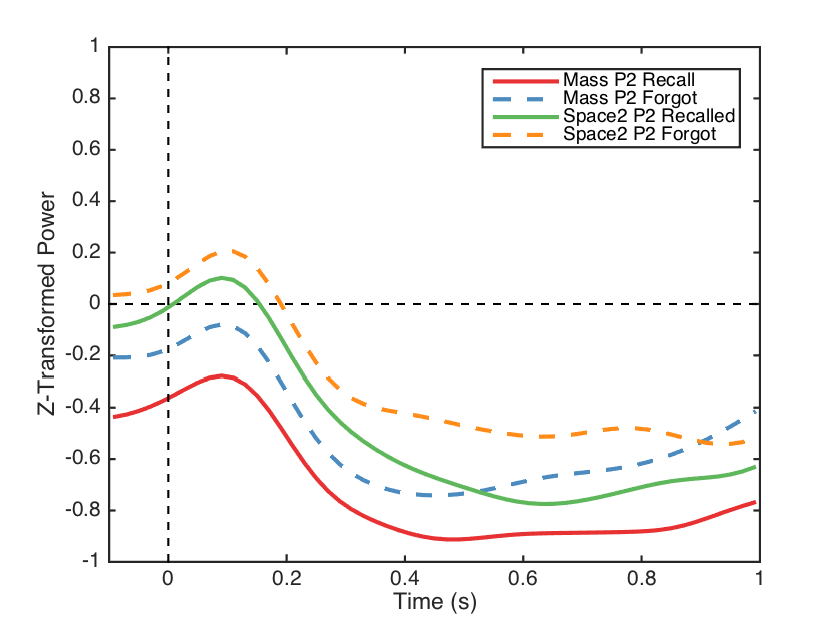 1
0.8
0.6
0.4
0.2
0
-0.2
-0.4
-0.6
-0.8
-1
Z-Transformed Power
Mass P2 Recall
Mass P2 Forgot
Space2 P2 Recalled
Space2 P2 Forgot
0 0.2 0.4 0.6 0.8 1
Time (s)